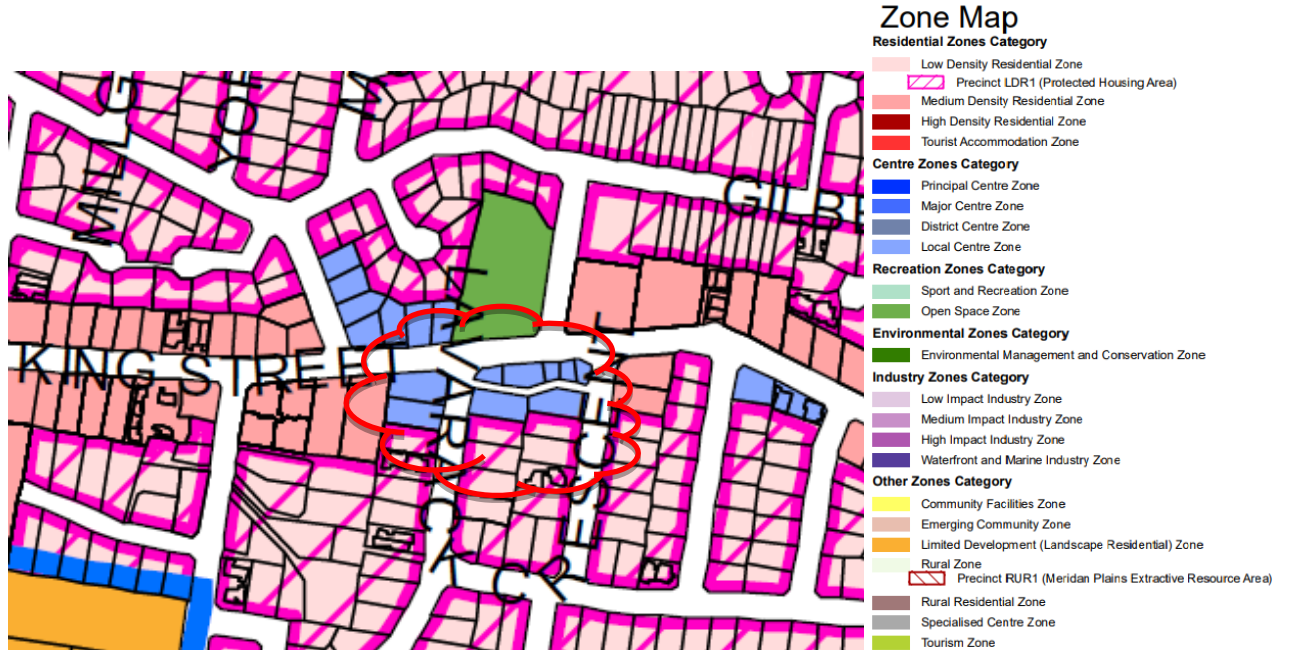 Zone Map
Residential Zones Category
Low Density Residential Zone
Precinct LDR1 (Protected Housing Area)
Medium Density Residential Zone
High Density Residential Zone
Tourist Accommodation Zone
Centre Zones Category
Principal Centre Zone
Major Centre Zone
District Centre Zone
Local Centre Zone
Recreation Zones Category
Sport and Recreation Zone
Open Space Zone
Environmental Zones Category
Environmental Management and Conservation Zone
Industry Zones Category
Low Impact Industry Zone
Medium Impact Industry Zone
High Impact Industry Zone
Waterfront and Marine Industry Zone
Other Zones Category
Community Facilities Zone
Emerging Community Zone
Limited Development (Landscape Residential) Zone
Rural Zone
Precinct RUR1 (Meridan Plains Extractive Resource Area)
Rural Residential Zone
Specialised Centre Zone
Tourism Zone
GILBE
KING STREET